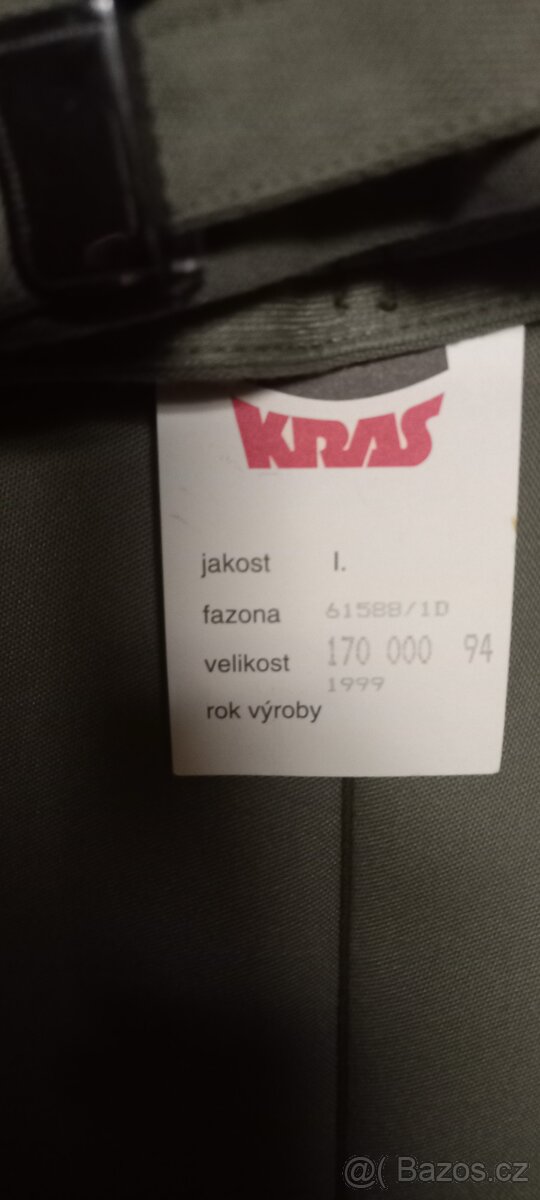 KRAS
jakost I.
fazona 61588/1D
velikost 170 000 94
1999
rok výroby
@( Bazos.cz